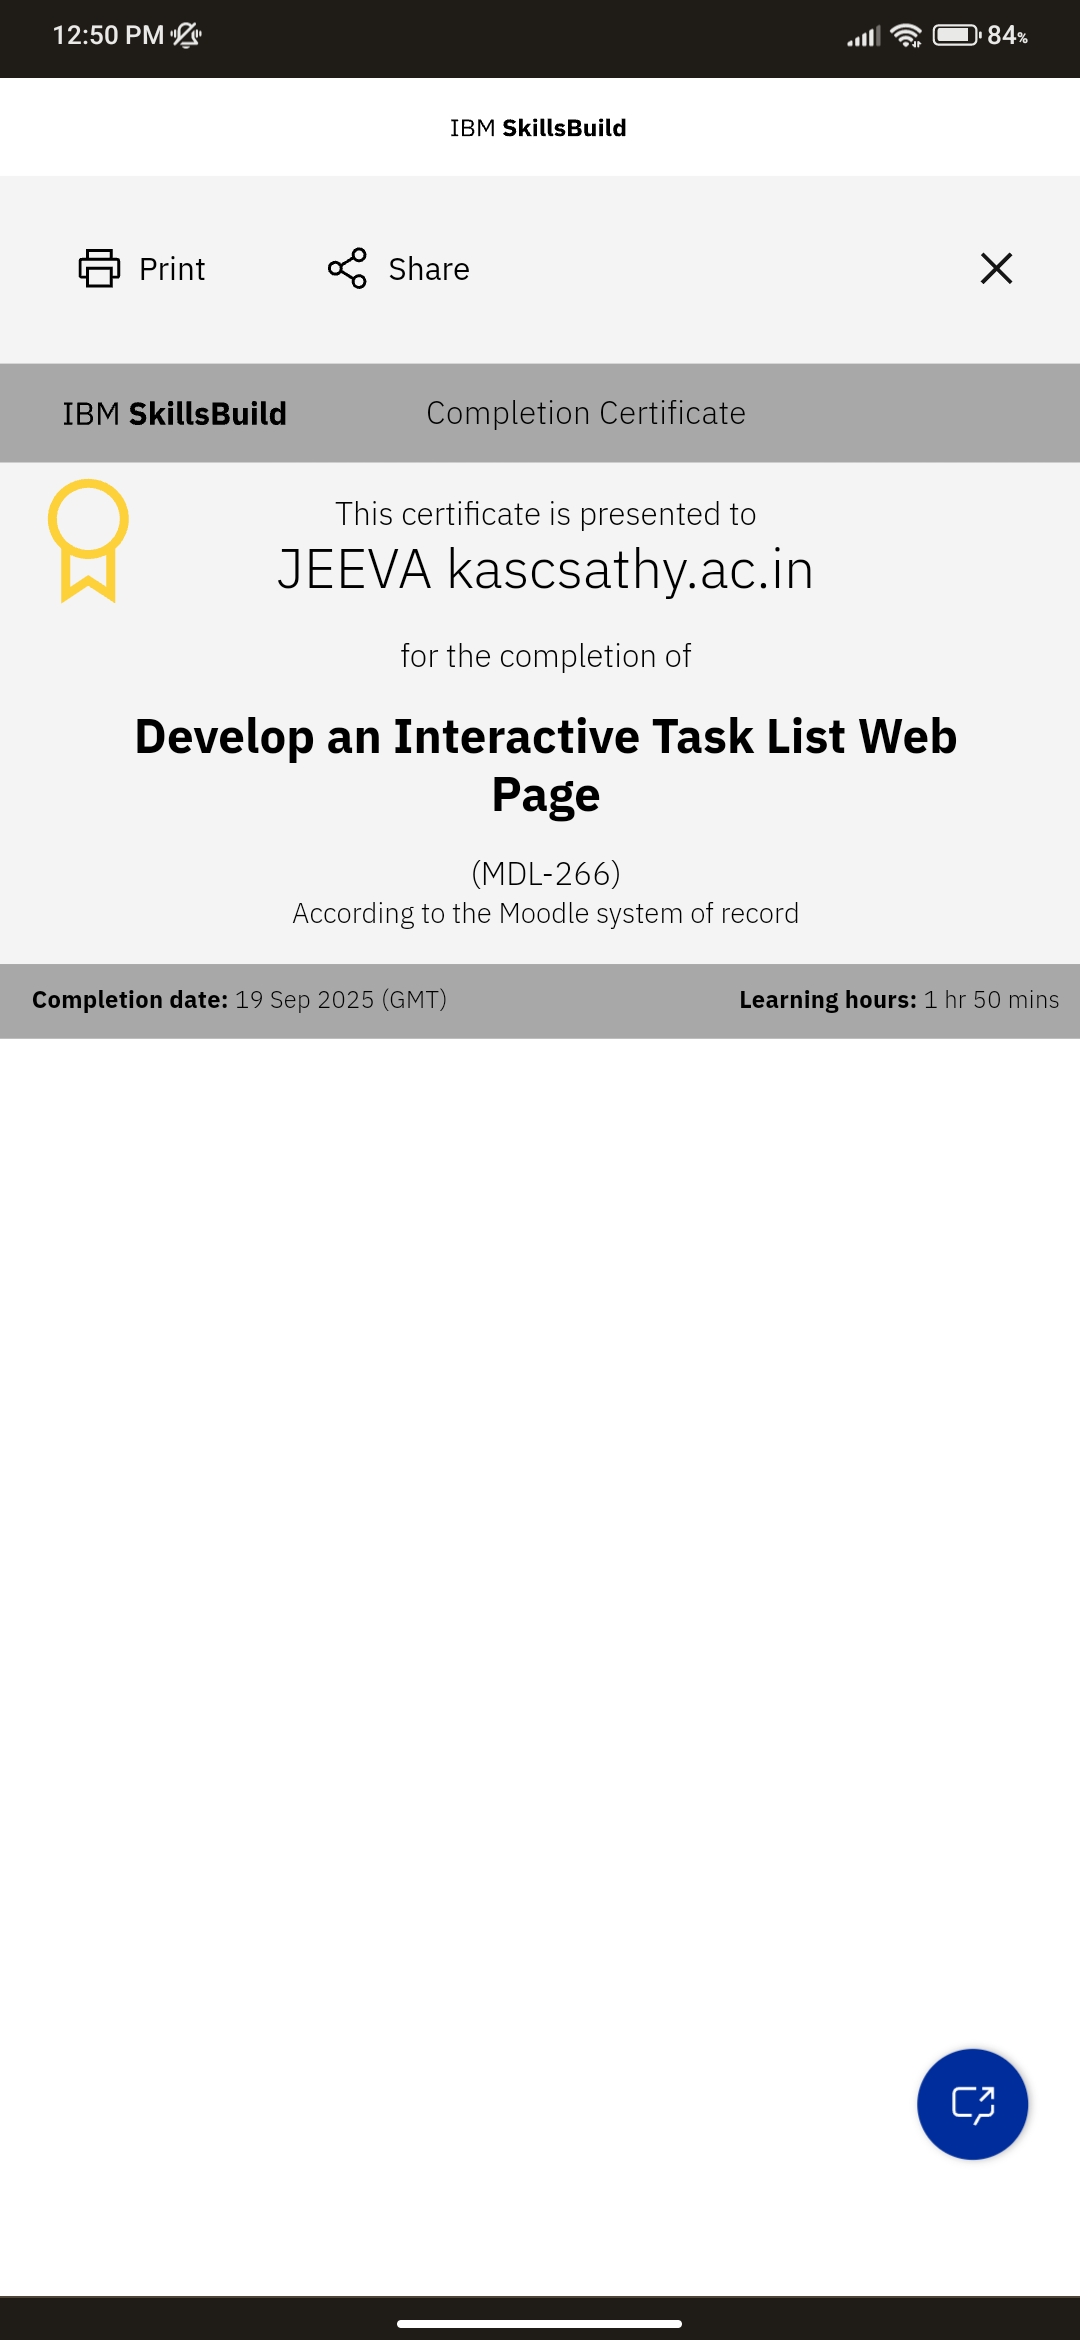 12:50 PM 84%
IBM SkillsBuild
Print Share
IBM SkillsBuild Completion Certificate
This certificate is presented to
JEEVA kascsathy.ac.in
for the completion of
Develop an Interactive Task List Web
Page
(MDL-266)
According to the Moodle system of record
Completion date: 19 Sep 2025 (GMT) Learning hours: 1 hr 50 mins